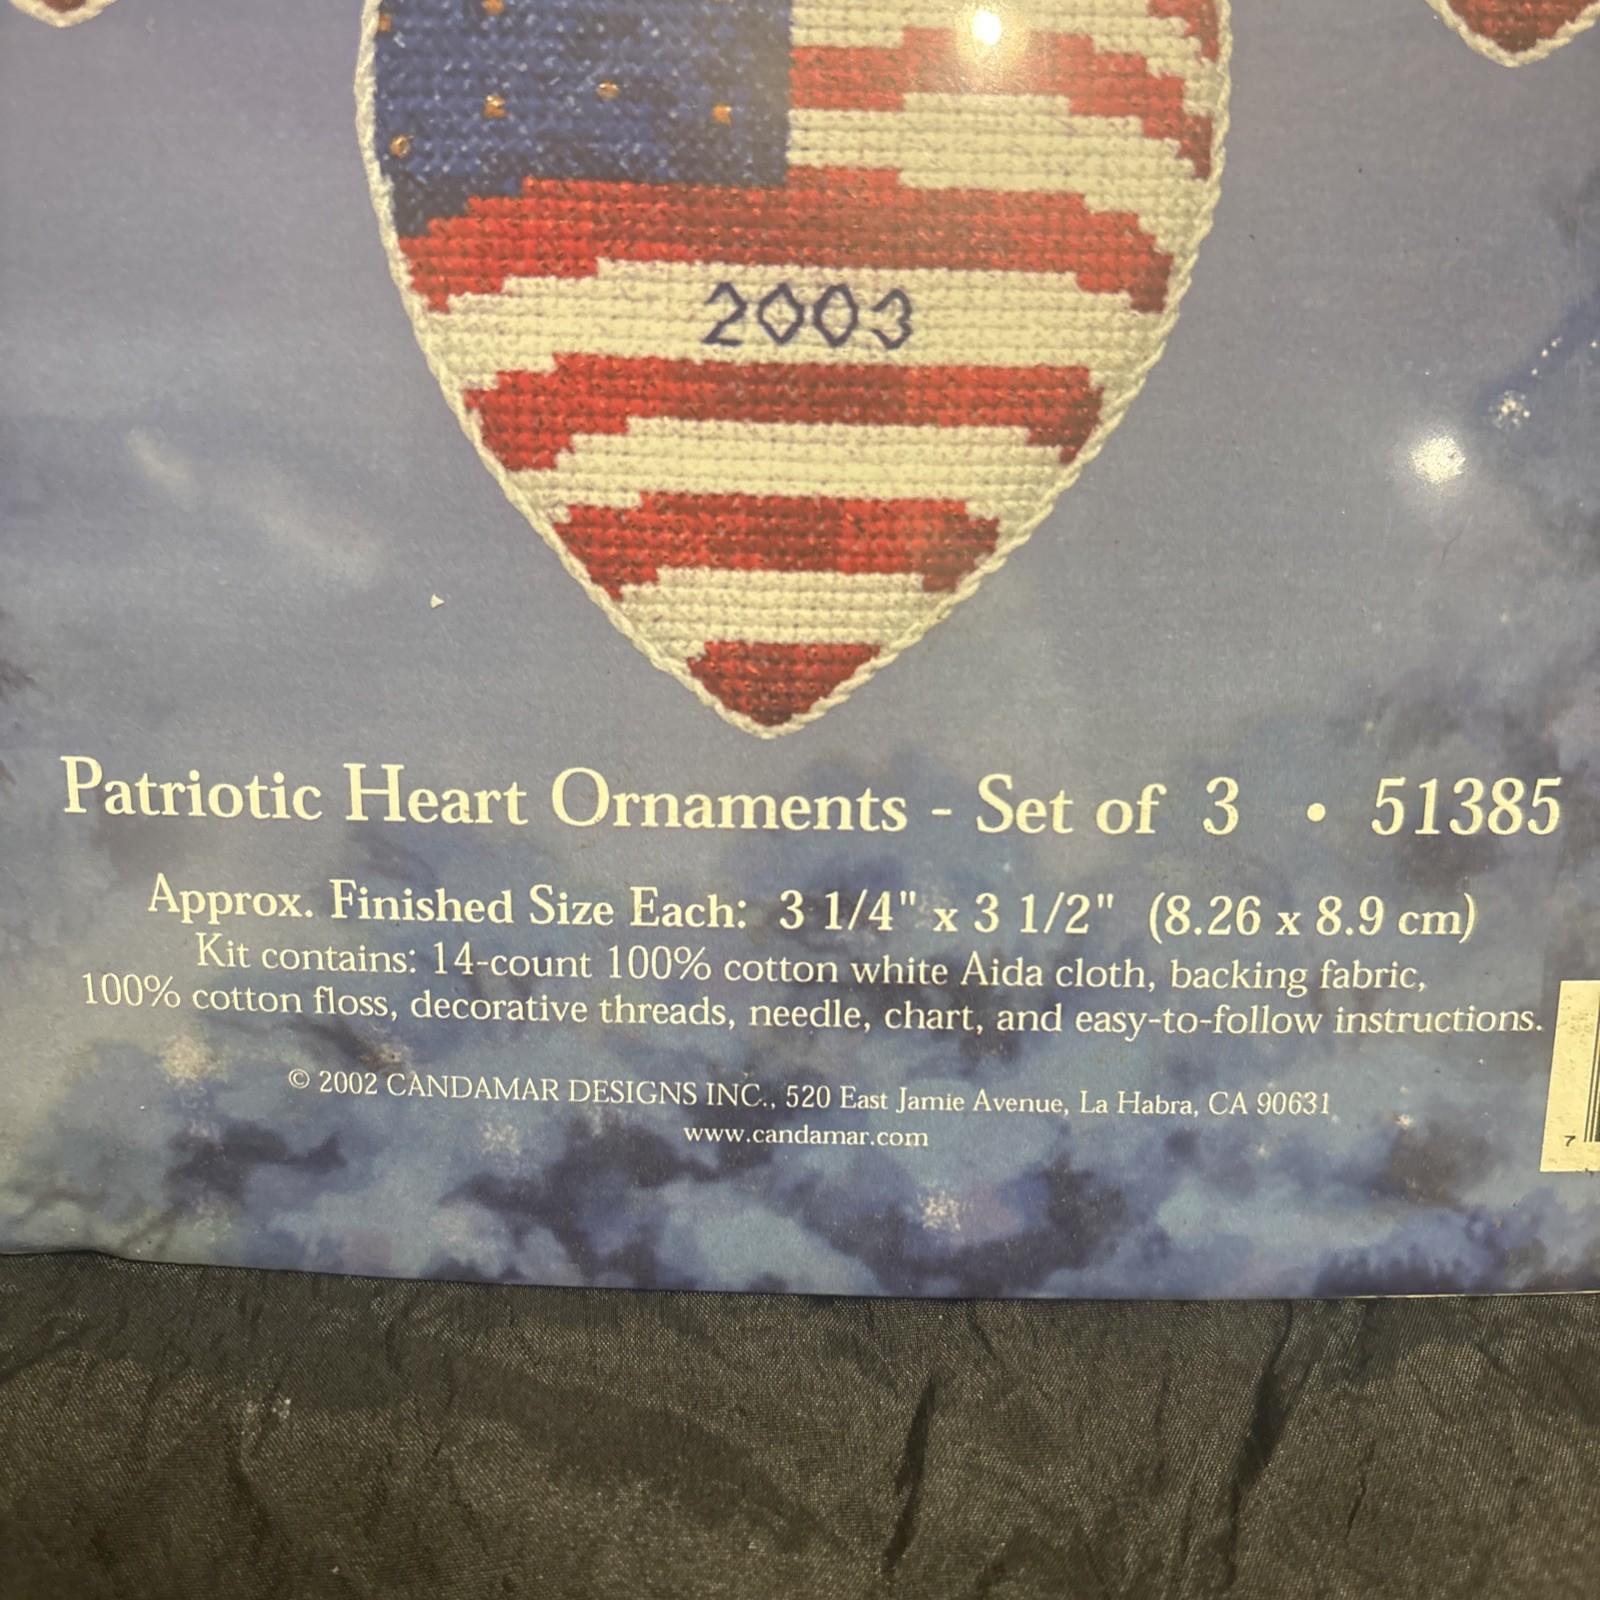 2003
Patriotic Heart Ornaments - Set of 3 • 51385
Approx. Finished Size Each: 3 1/4" x 3 1/2" (8.26 x 8.9 cm)
Kit contains: 14-count 100% cotton white Aida cloth, backing fabric,
100% cotton floss, decorative threads, needle, chart, and easy-to-follow instructions.
© 2002 CANDAMAR DESIGNS INC., 520 East Jamie Avenue, La Habra, CA 90631
www.candamar.com
7